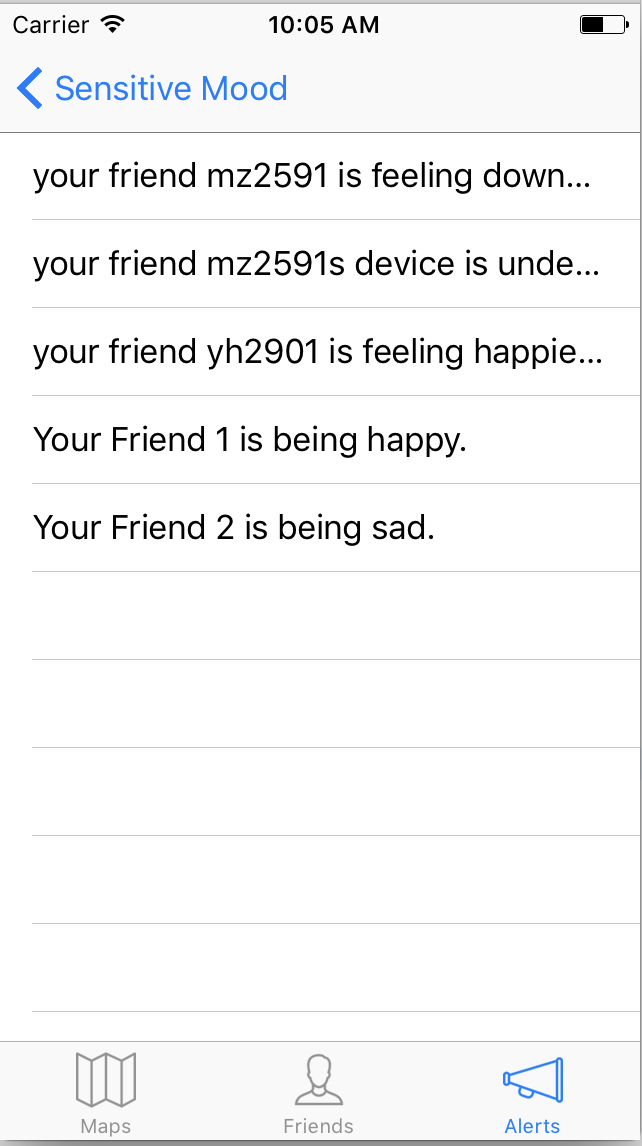 Carrier 10:05 AM
Sensitive Mood
your friend mz2591 is feeling down...
your friend mz2591s device is unde...
your friend yh2901 is feeling happie...
Your Friend 1 is being happy.
Your Friend 2 is being sad.
Maps Friends Alerts